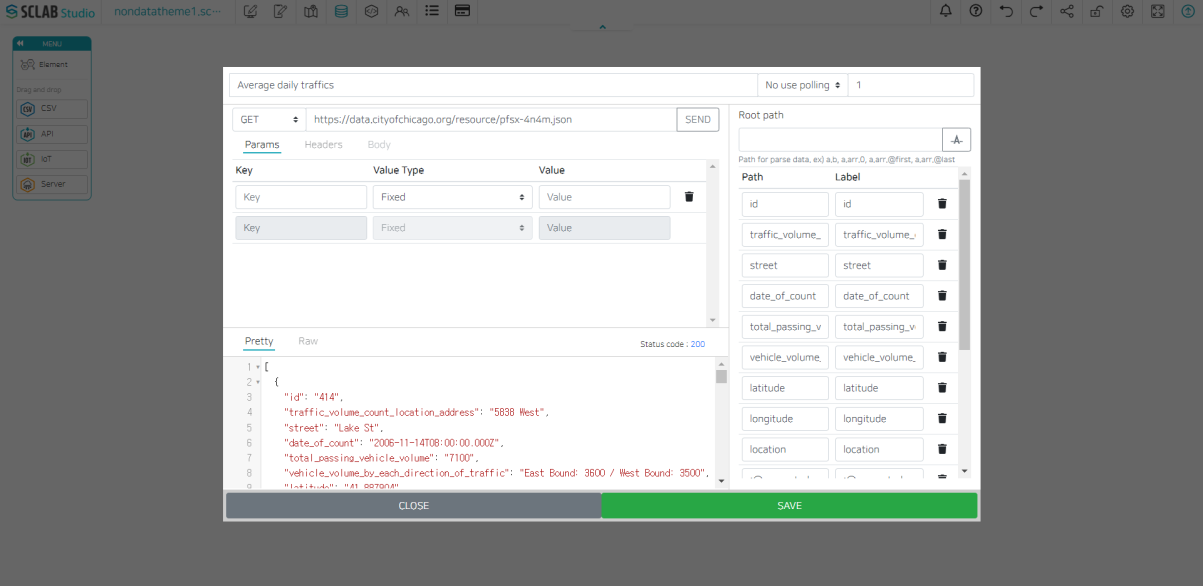 SCLAB Studio nondatatheme1.sc...
MENU
Element
Drag and drop.
CSV CSV
API API
IoT IoT
Server
Average daily traffics No use polling 1
GET https://data.cityofchicago.org/resource/pfsx-4n4m.json SEND
Params Headers Body
Key Value Type Value
Key Fixed Value
Key Fixed Value
Root path
Path for parse data, ex) a,b, a,arr,0, a,arr,@first, a,arr,@last
Path Label
id id
traffic_volume_ traffic_volume_
street street
date_of_count date_of_count
total_passing_v total_passing_v
vehicle_volume_ vehicle_volume_
latitude latitude
longitude longitude
location location
Pretty Raw Status code : 200
1 [
2 {
3 "id": "414",
4 "traffic_volume_count_location_address": "5838 West",
5 "street": "Lake St",
6 "date_of_count": "2006-11-14T08:00:00.000Z",
7 "total_passing_vehicle_volume": "7100",
8 "vehicle_volume_by_each_direction_of_traffic": "East Bound: 3600 / West Bound: 3500",
9 "latitude": "41.887904"
CLOSE SAVE